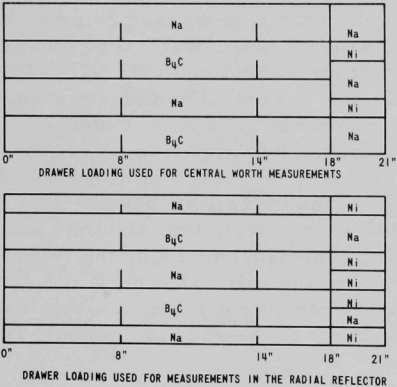 Na Na
B4C Ni
Na
Na Ni
B4C Na
0" 8" 14" 18" 21"
DRAWER LOADING USED FOR CENTRAL WORTH MEASUREMENTS
Na Ni
B4C Na
Ni
Na Ni
B4C Ni
Na
Na Ni
0" 8" 14" 18" 21"
DRAWER LOADING USED FOR MEASUREMENTS IN THE RADIAL REFLECTOR